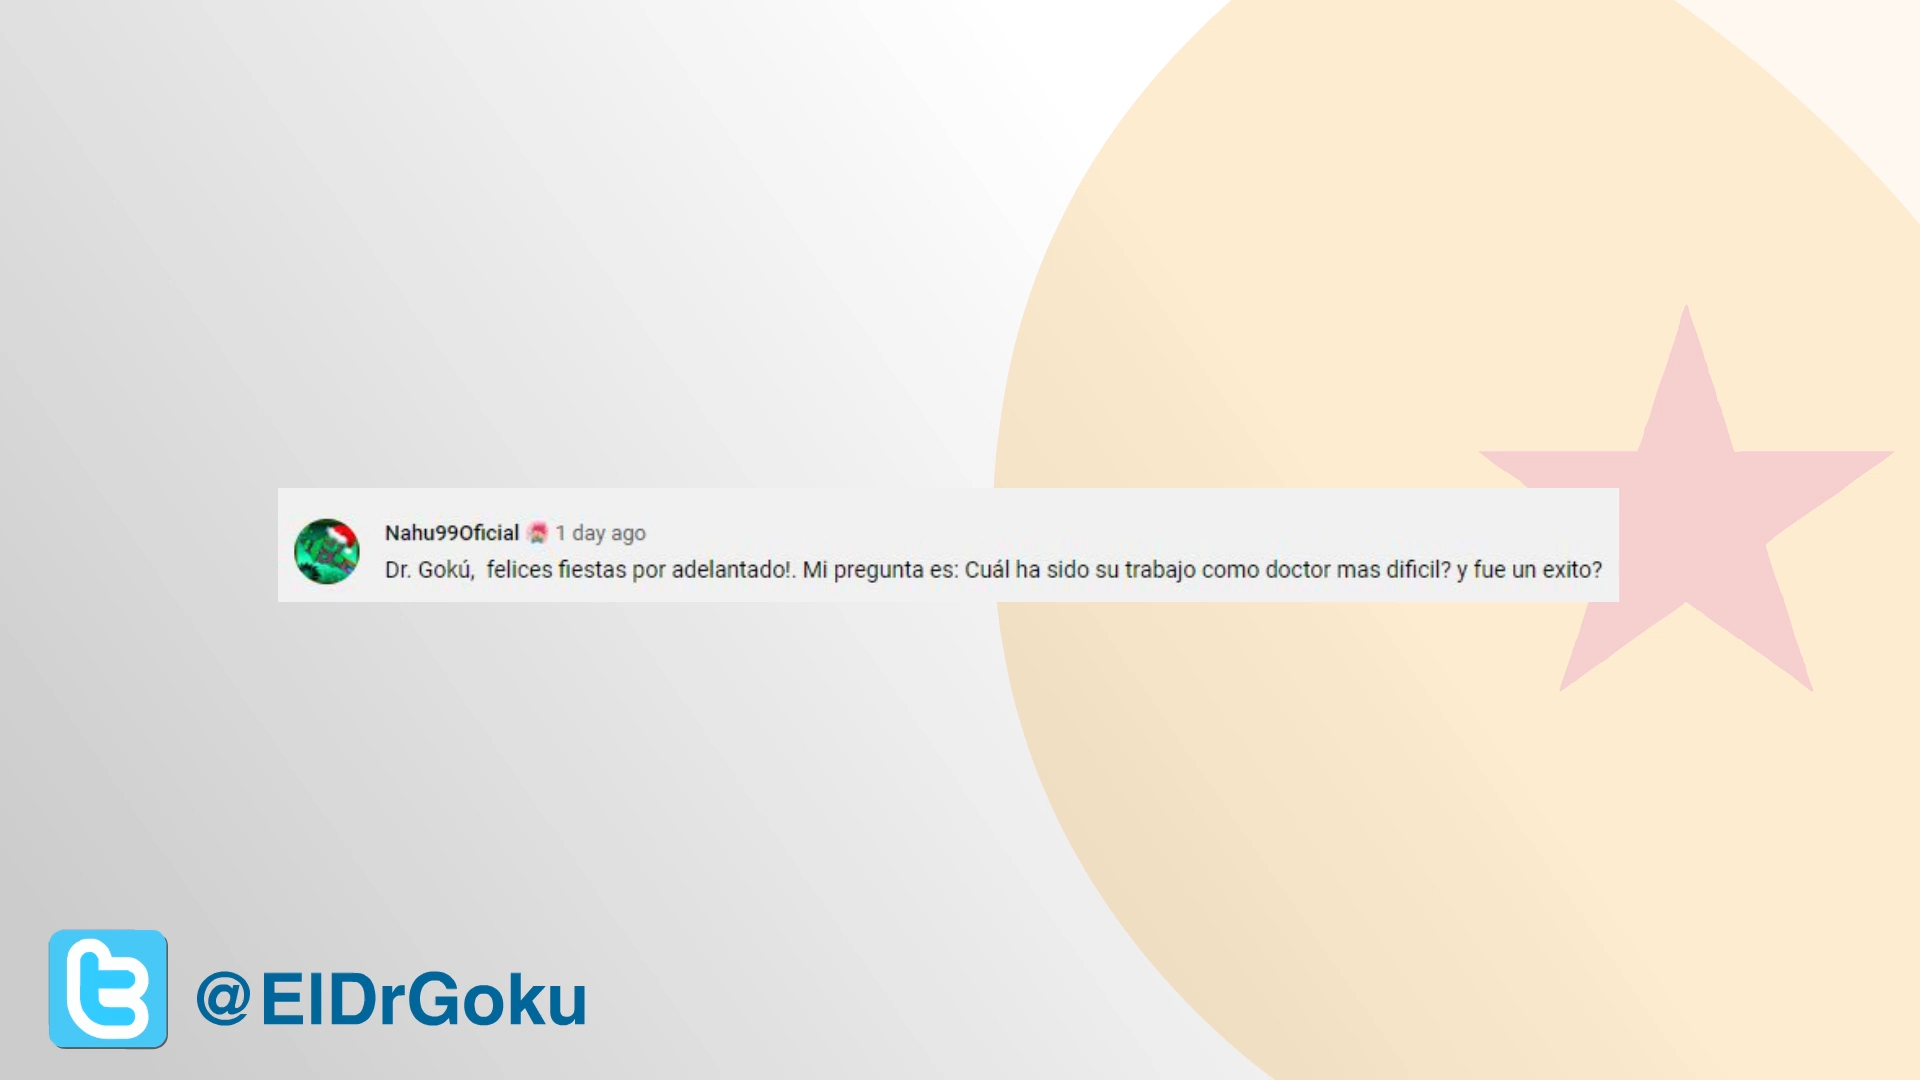 Nahu99Oficial 1 day ago
Dr. Gokú, felices fiestas por adelantado!. Mi pregunta es: Cuál ha sido su trabajo como doctor mas dificil? y fue un exito?
@ElDrGoku